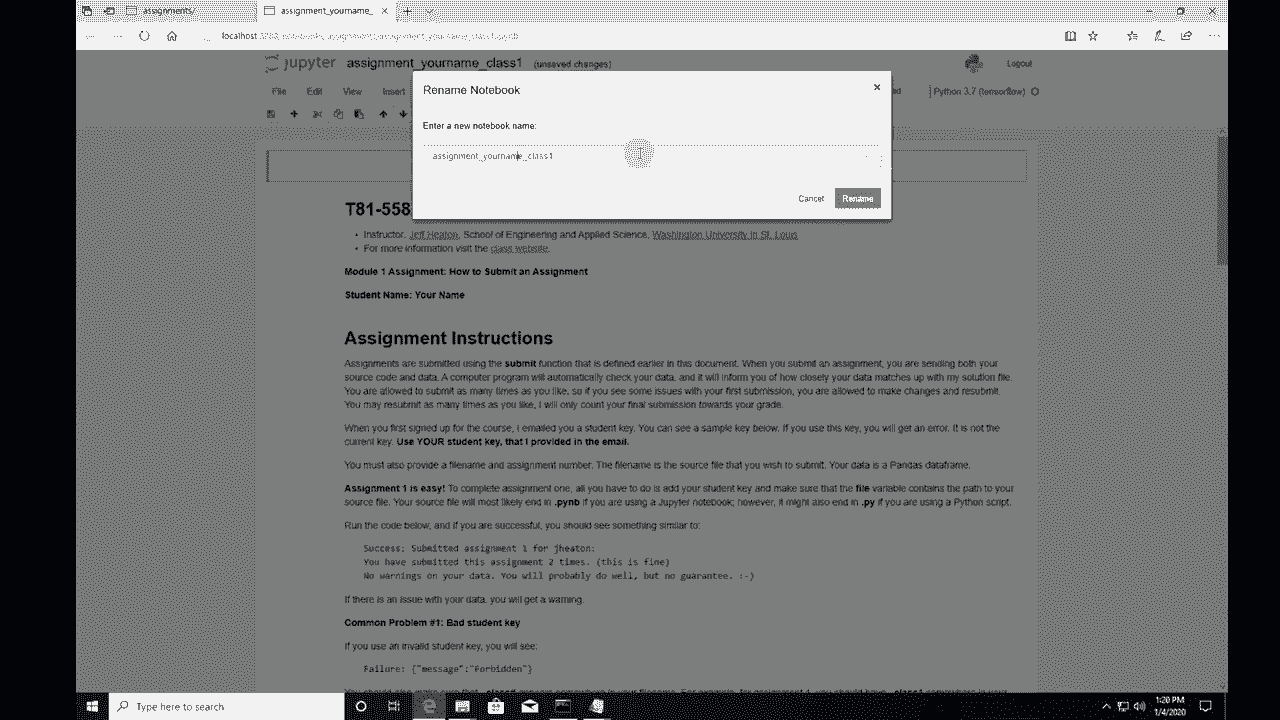 assignments/
assignment_yourname_
jupyter assignment_yourname_class1 (unsaved changes)
Logout
File Edit View Insert
Python 3.7 (tensorflow)
Rename Notebook
Enter a new notebook name:
assignment_yourname_class1
Cancel Rename
T81-558
• Instructor: Jeff Heaton, School of Engineering and Applied Science, Washington University in St. Louis
• For more information visit the class website.
Module 1 Assignment: How to Submit an Assignment
Student Name: Your Name
Assignment Instructions
Assignments are submitted using the submit function that is defined earlier in this document. When you submit an assignment, you are sending both your
source code and data. A computer program will automatically check your data, and it will inform you of how closely your data matches up with my solution file.
You are allowed to submit as many times as you like, so if you see some issues with your first submission, you are allowed to make changes and resubmit.
You may resubmit as many times as you like, I will only count your final submission towards your grade.
When you first signed up for the course, I emailed you a student key. You can see a sample key below. If you use this key, you will get an error. It is not the
current key. Use YOUR student key, that I provided in the email.
You must also provide a filename and assignment number. The filename is the source file that you wish to submit. Your data is a Pandas dataframe.
Assignment 1 is easy! To complete assignment one, all you have to do is add your student key and make sure that the file variable contains the path to your
source file. Your source file will most likely end in .pynb if you are using a Jupyter notebook; however, it might also end in .py if you are using a Python script.
Run the code below, and if you are successful, you should see something similar to:
Success: Submitted assignment 1 for jheaton:
You have submitted this assignment 2 times. (this is fine)
No warnings on your data. You will probably do well, but no guarantee. :-)
If there is an issue with your data, you will get a warning.
Common Problem #1: Bad student key
If you use an invalid student key, you will see:
Failure: {"message":"Forbidden"}
Type here to search
1:20 PM
1/4/2020